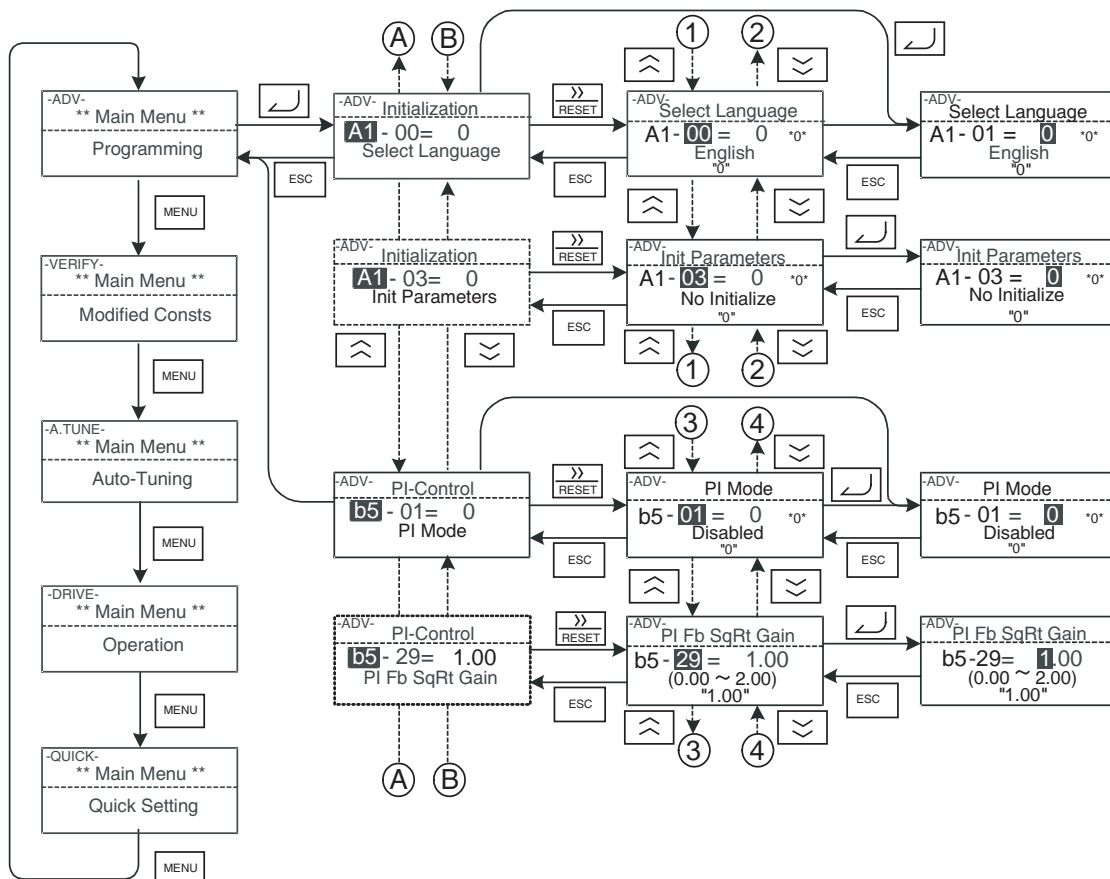 A B 1 2
-ADV-
** Main Menu **
Programming
-ADV-
Initialization
A1 - 00= 0
Select Language
>>
RESET
-ADV-
Select Language
A1- 00 = 0 *0*
English
"0"
-ADV-
Select Language
A1- 01 = 0 *0*
English
"0"
ESC
ESC
ESC
MENU
-VERIFY-
** Main Menu **
Modified Consts
-ADV-
Initialization
A1 - 03= 0
Init Parameters
>>
RESET
-ADV-
Init Parameters
A1- 03 = 0 *0*
No Initialize
"0"
-ADV-
Init Parameters
A1- 03 = 0 *0*
No Initialize
"0"
ESC
ESC
1 2
MENU
-A.TUNE-
** Main Menu **
Auto-Tuning
3 4
-ADV-
PI-Control
b5 - 01= 0
PI Mode
>>
RESET
-ADV-
PI Mode
b5- 01 = 0 *0*
Disabled
"0"
-ADV-
PI Mode
b5- 01 = 0 *0*
Disabled
"0"
ESC
ESC
MENU
-DRIVE-
** Main Menu **
Operation
-ADV-
PI-Control
b5 - 29= 1.00
PI Fb SqRt Gain
>>
RESET
-ADV-
PI Fb SqRt Gain
b5- 29 = 1.00
(0.00 ~ 2.00)
"1.00"
-ADV-
PI Fb SqRt Gain
b5-29= 1.00
(0.00 ~ 2.00)
"1.00"
ESC
ESC
MENU
-QUICK-
** Main Menu **
Quick Setting
A B 3 4
MENU